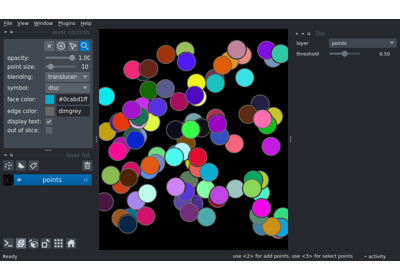 File View Plugins Window Help
layer controls
opacity: 1.00
point size: 10
blending: translucen
symbol: disc
face color: #0cabd1ff
edge color: dimgrey
display text:
out of slice:
layer list
points
layer points
threshold 0.50
Ready use <2> for add points, use <3> for select points activity